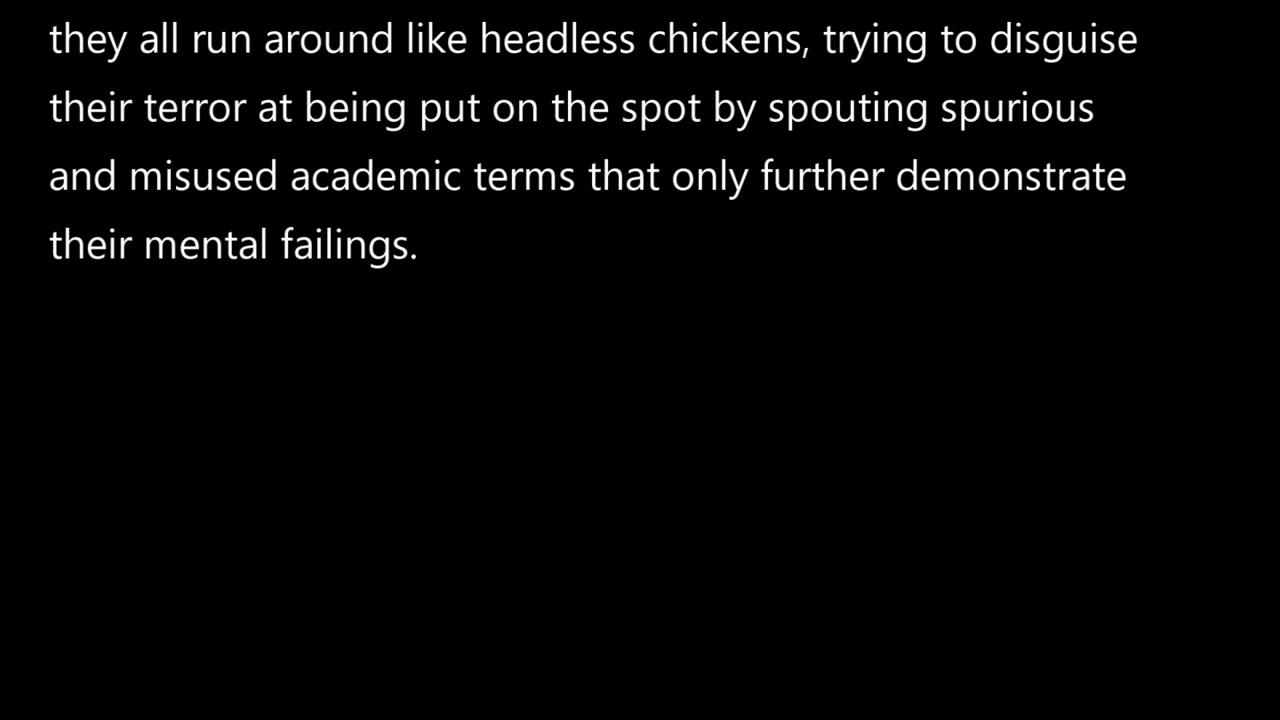 they all run around like headless chickens, trying to disguise
their terror at being put on the spot by spouting spurious
and misused academic terms that only further demonstrate
their mental failings.